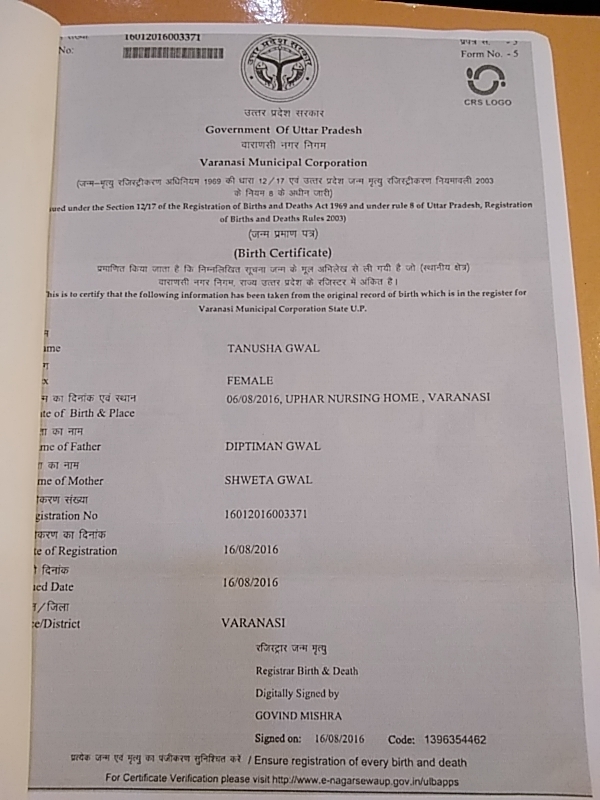 16012016003371
No:
Form No. - 5
उत्तर प्रदेश सरकार
CRS LOGO
उत्तर प्रदेश सरकार
Government Of Uttar Pradesh
वाराणसी नगर निगम
Varanasi Municipal Corporation
(जन्म-मृत्यु रजिस्ट्रीकरण अधिनियम 1969 की धारा 12/17 एवं उत्तर प्रदेश जन्म मृत्यु रजिस्ट्रीकरण नियमावली 2003
के नियम 8 के अधीन जारी)
ued under the Section 12/17 of the Registration of Births and Deaths Act 1969 and under rule 8 of Uttar Pradesh, Registration
of Births and Deaths Rules 2003)
(जन्म प्रमाण पत्र)
(Birth Certificate)
प्रमाणित किया जाता है कि निम्नलिखित सूचना जन्म के मूल अभिलेख से ली गयी है जो (स्थानीय क्षेत्र)
वाराणसी नगर निगम, राज्य उत्तर प्रदेश के रजिस्टर में अंकित है।
his is to certify that the following information has been taken from the original record of birth which is in the register for
Varanasi Municipal Corporation State U.P.
म
ame TANUSHA GWAL
ग
x FEMALE
म का दिनांक एवं स्थान 06/08/2016, UPHAR NURSING HOME , VARANASI
te of Birth & Place
ता का नाम
me of Father DIPTIMAN GWAL
ा का नाम
me of Mother SHWETA GWAL
करण संख्या
gistration No 16012016003371
करण का दिनांक
te of Registration 16/08/2016
ी दिनांक
ued Date 16/08/2016
न/जिला
ce/District VARANASI
रजिस्ट्रार जन्म मृत्यु
Registrar Birth & Death
Digitally Signed by
GOVIND MISHRA
Signed on: 16/08/2016 Code: 1396354462
प्रत्येक जन्म एवं मृत्यु का पंजीकरण सुनिश्चित करें / Ensure registration of every birth and death
For Certificate Verification please visit http://www.e-nagarsewaup.gov.in/ulbapps